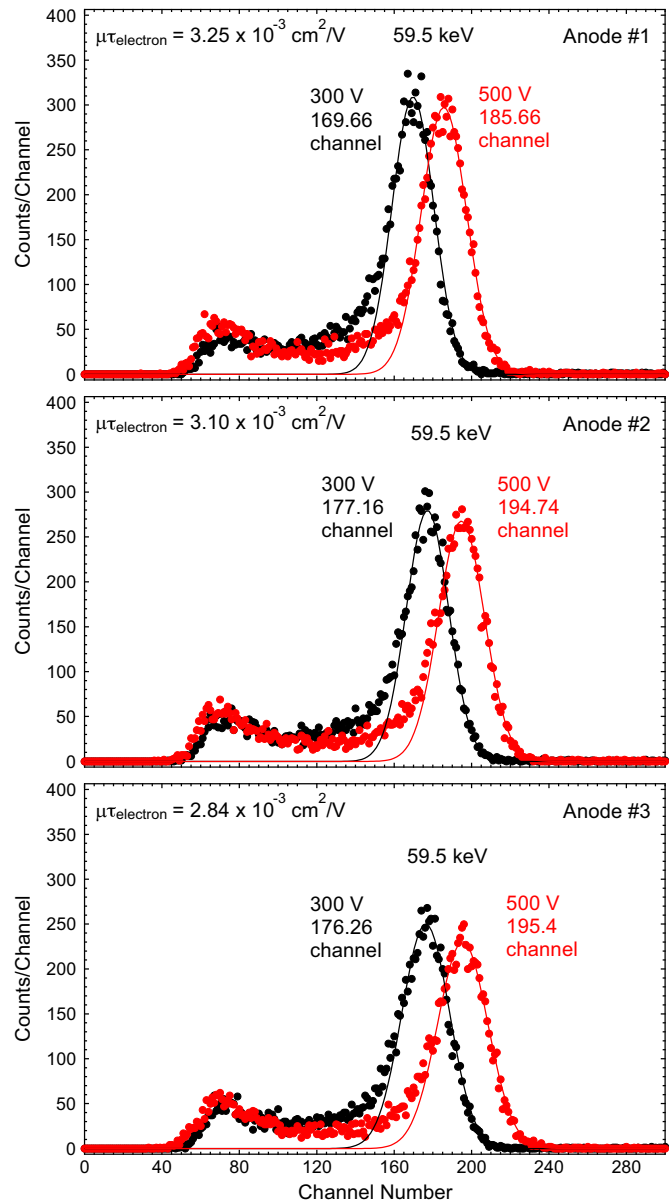 μτelectron = 3.25 x 10-3 cm2/V
59.5 keV
Anode #1
300 V
169.66
channel
500 V
185.66
channel
Counts/Channel
400
350
300
250
200
150
100
50
0
μτelectron = 3.10 x 10-3 cm2/V
59.5 keV
Anode #2
300 V
177.16
channel
500 V
194.74
channel
Counts/Channel
400
350
300
250
200
150
100
50
0
μτelectron = 2.84 x 10-3 cm2/V
59.5 keV
Anode #3
300 V
176.26
channel
500 V
195.4
channel
Counts/Channel
400
350
300
250
200
150
100
50
0
0 40 80 120 160 200 240 280
Channel Number